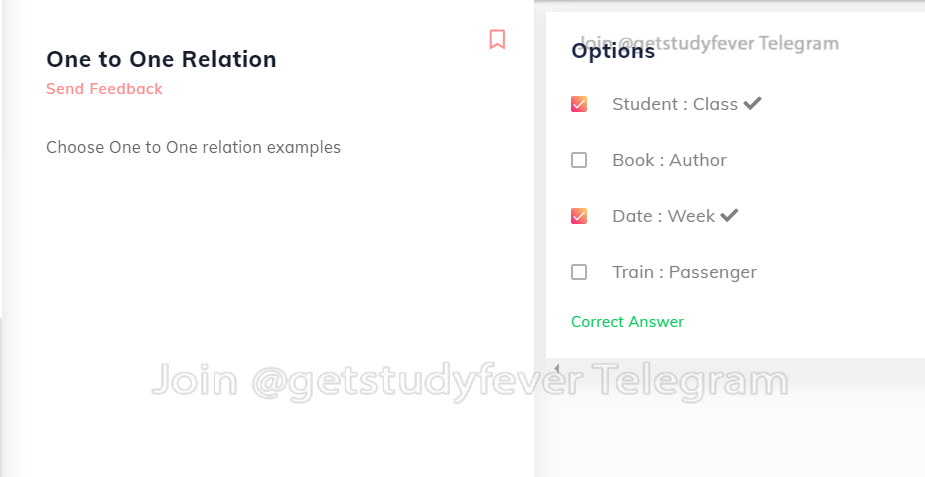 One to One Relation
Send Feedback
Choose One to One relation examples
Join @getstudyfever Telegram
Options
Student : Class
Book : Author
Date : Week
Train : Passenger
Correct Answer
Join @getstudyfever Telegram